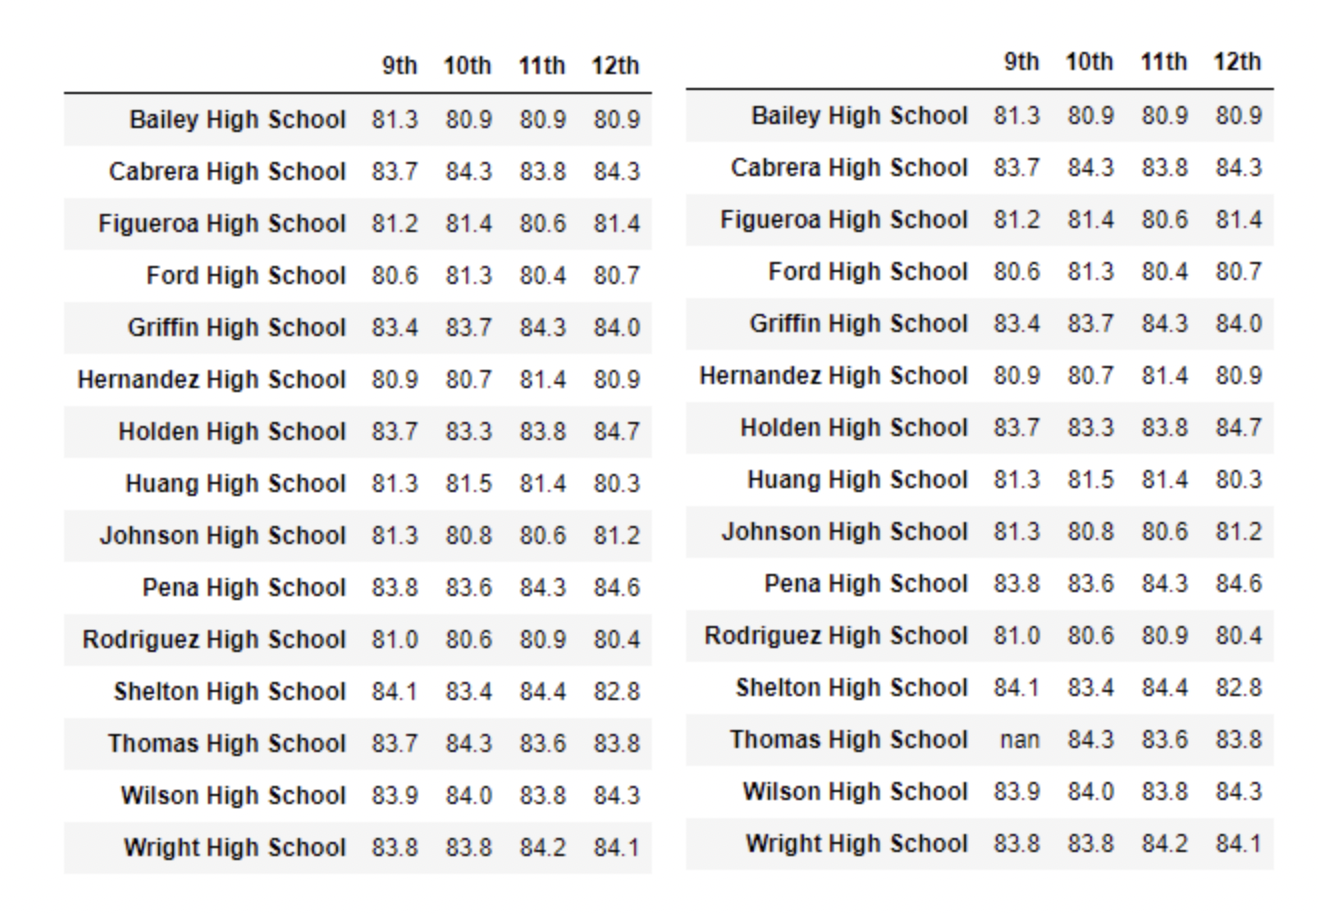 9th 10th 11th 12th
Bailey High School 81.3 80.9 80.9 80.9
Cabrera High School 83.7 84.3 83.8 84.3
Figueroa High School 81.2 81.4 80.6 81.4
Ford High School 80.6 81.3 80.4 80.7
Griffin High School 83.4 83.7 84.3 84.0
Hernandez High School 80.9 80.7 81.4 80.9
Holden High School 83.7 83.3 83.8 84.7
Huang High School 81.3 81.5 81.4 80.3
Johnson High School 81.3 80.8 80.6 81.2
Pena High School 83.8 83.6 84.3 84.6
Rodriguez High School 81.0 80.6 80.9 80.4
Shelton High School 84.1 83.4 84.4 82.8
Thomas High School 83.7 84.3 83.6 83.8
Wilson High School 83.9 84.0 83.8 84.3
Wright High School 83.8 83.8 84.2 84.1
9th 10th 11th 12th
Bailey High School 81.3 80.9 80.9 80.9
Cabrera High School 83.7 84.3 83.8 84.3
Figueroa High School 81.2 81.4 80.6 81.4
Ford High School 80.6 81.3 80.4 80.7
Griffin High School 83.4 83.7 84.3 84.0
Hernandez High School 80.9 80.7 81.4 80.9
Holden High School 83.7 83.3 83.8 84.7
Huang High School 81.3 81.5 81.4 80.3
Johnson High School 81.3 80.8 80.6 81.2
Pena High School 83.8 83.6 84.3 84.6
Rodriguez High School 81.0 80.6 80.9 80.4
Shelton High School 84.1 83.4 84.4 82.8
Thomas High School nan 84.3 83.6 83.8
Wilson High School 83.9 84.0 83.8 84.3
Wright High School 83.8 83.8 84.2 84.1